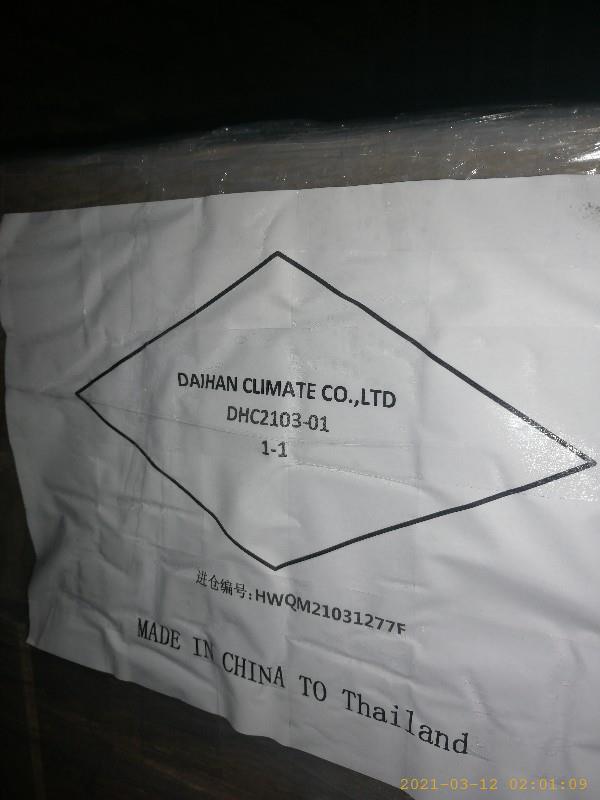 DAIHAN CLIMATE CO.,LTD
DHC2103-01
1-1
进仓编号:HWQM21031277F
MADE IN CHINA TO Thailand
2021-03-12 02:01:09